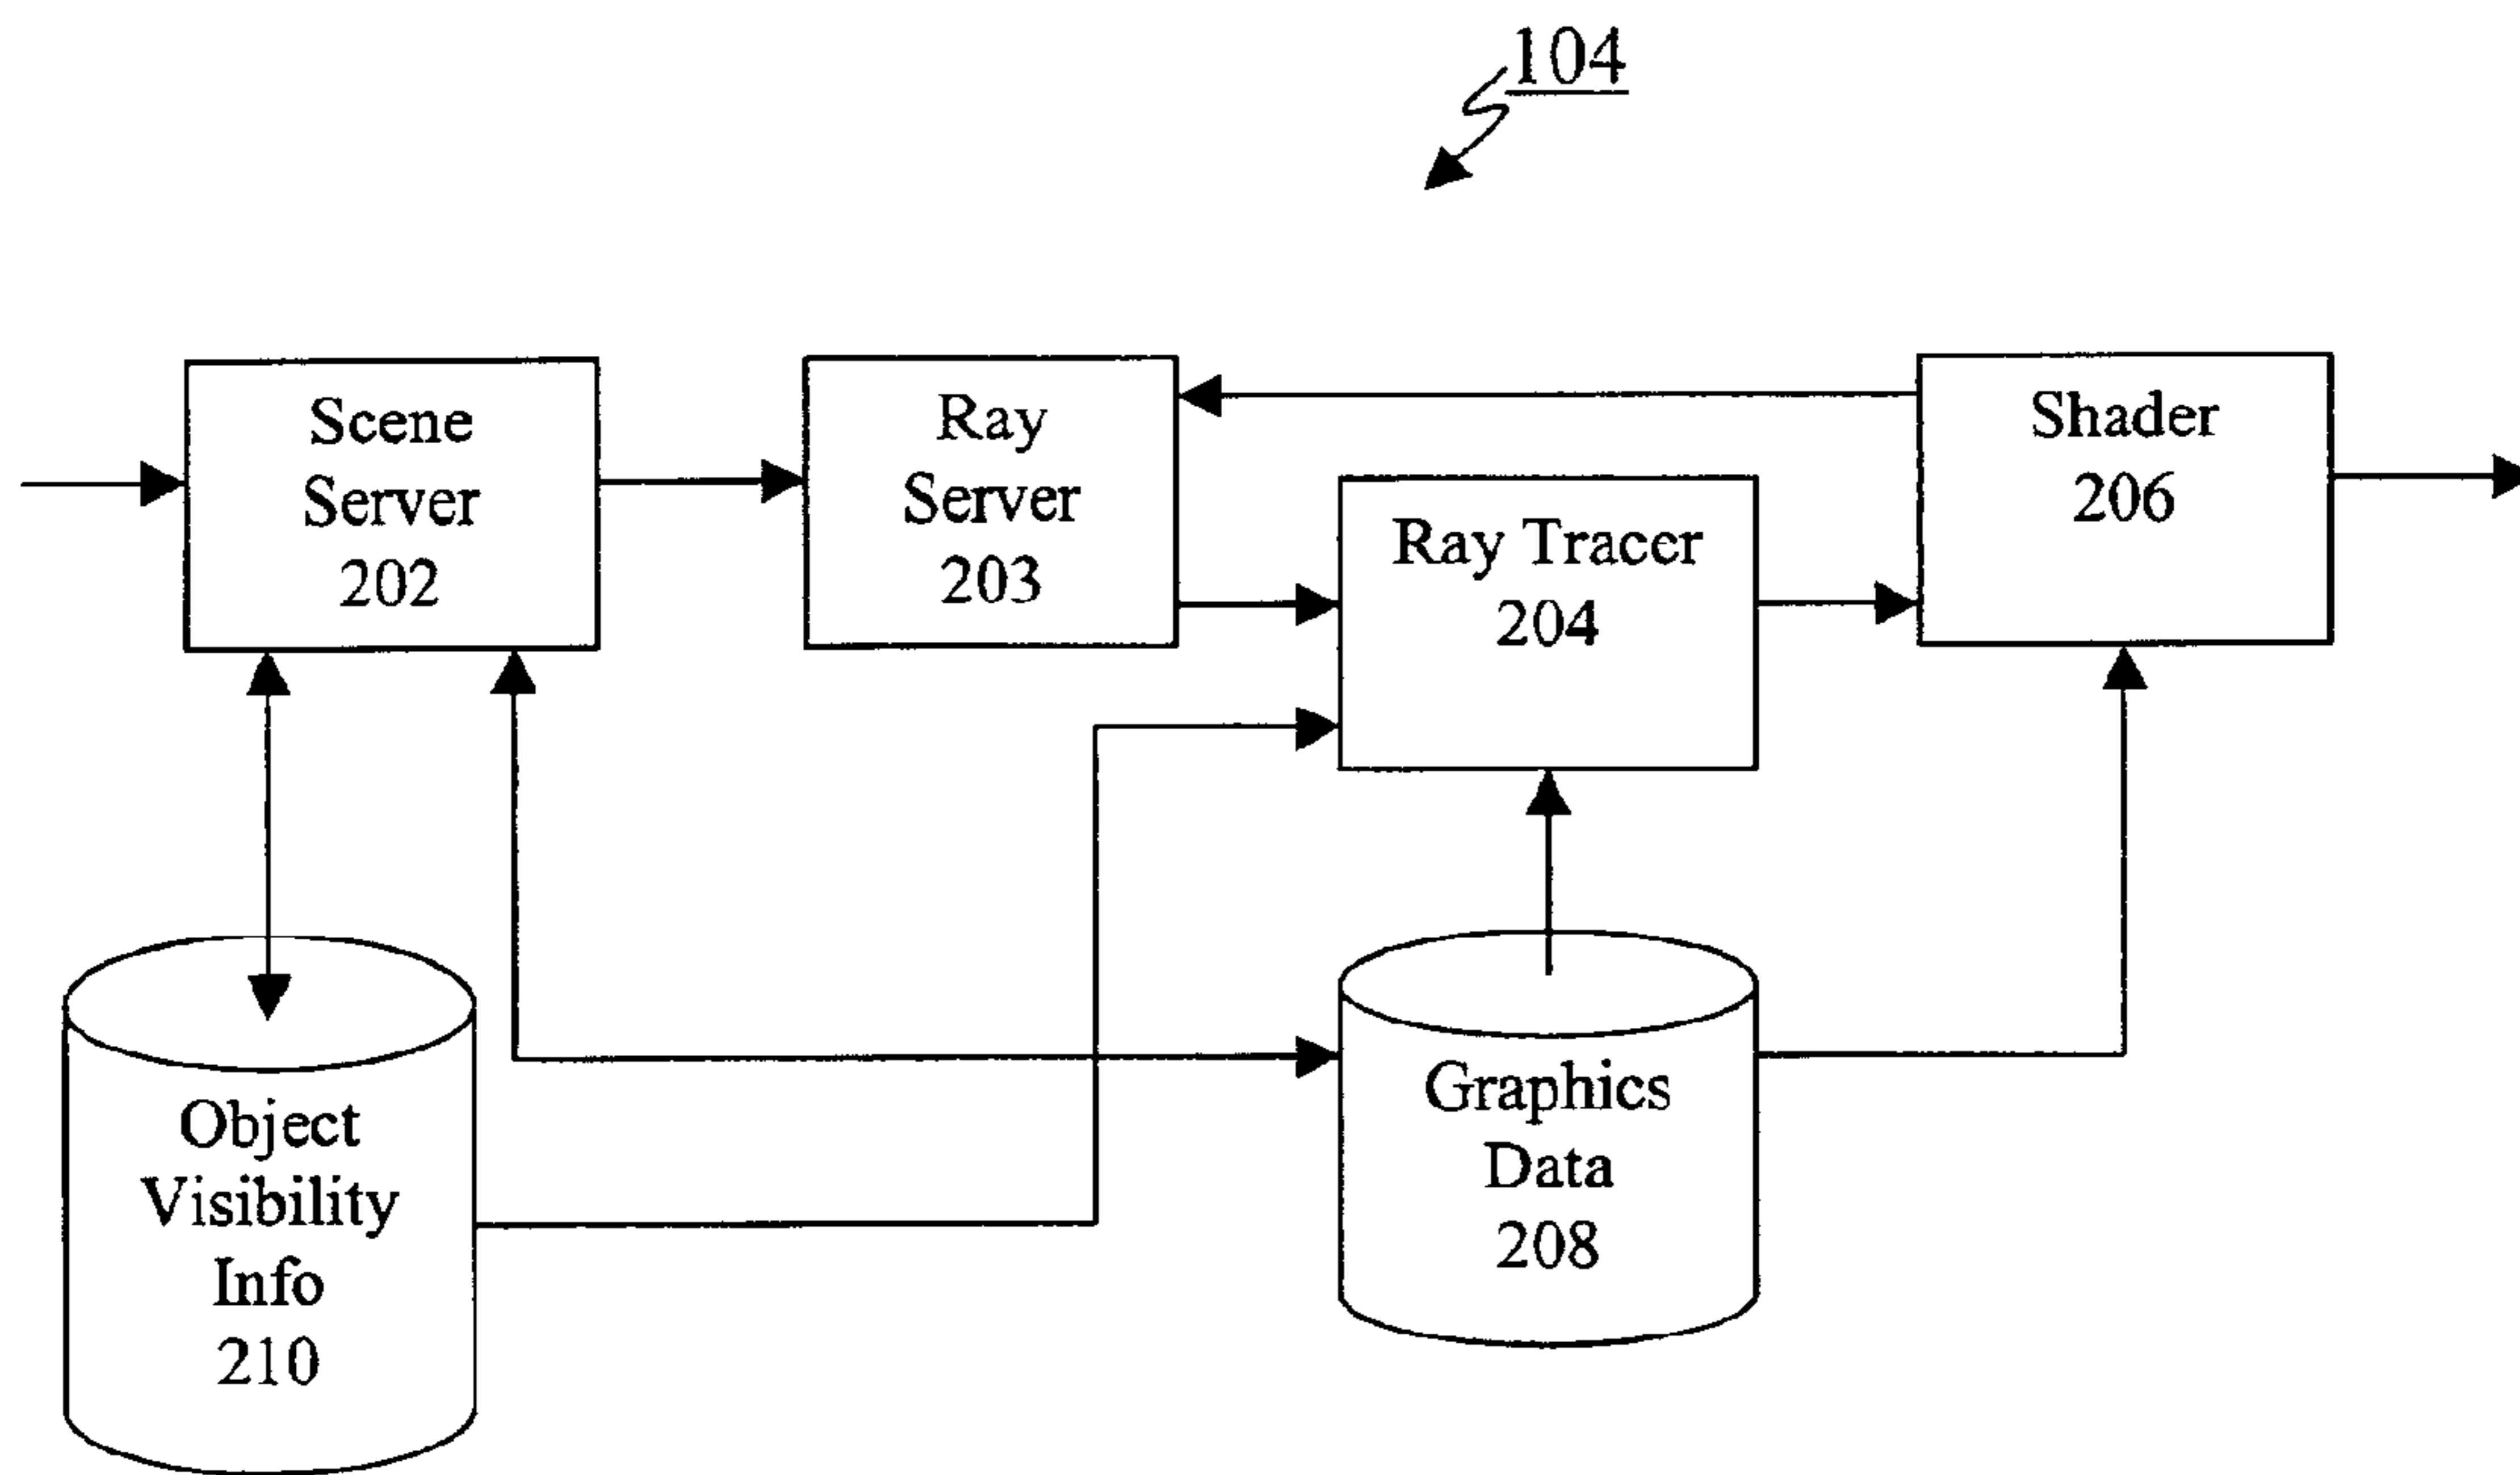 104
Scene
Server
202
Ray
Server
203
Ray Tracer
204
Shader
206
Object
Visibility
Info
210
Graphics
Data
208